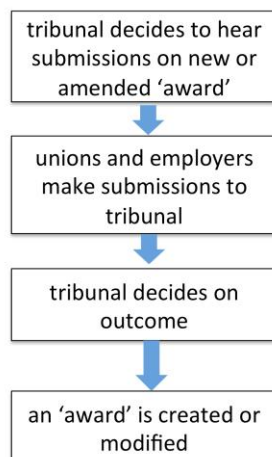 tribunal decides to hear
submissions on new or
amended ‘award’
unions and employers
make submissions to
tribunal
tribunal decides on
outcome
an ‘award’ is created or
modified